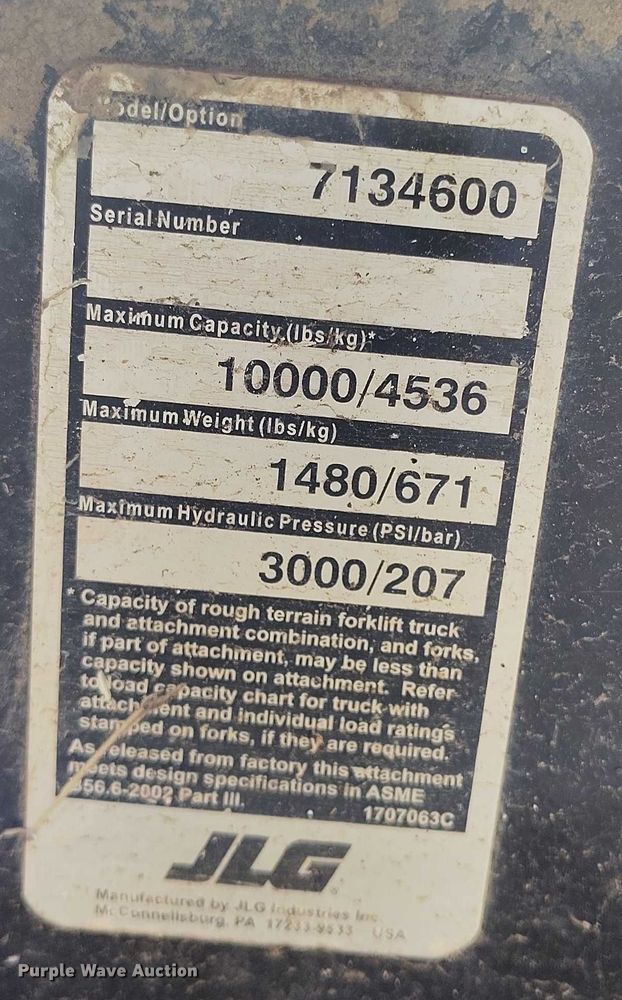 Model/Option
7134600
Serial Number
Maximum Capacity (lbs/kg)*
10000/4536
Maximum Weight (lbs/kg)
1480/671
Maximum Hydraulic Pressure (PSI/bar)
3000/207
* Capacity of rough terrain forklift truck
and attachment combination, and forks,
if part of attachment, may be less than
capacity shown on attachment. Refer
to load capacity chart for truck with
attachment and individual load ratings
stamped on forks, if they are required.
As released from factory this attachment
meets design specifications in ASME
B56.6-2002 Part III.
1707063C
JLG
Manufactured by JLG Industries Inc.
McConnellsburg, PA 17233-9533 USA
Purple Wave Auction